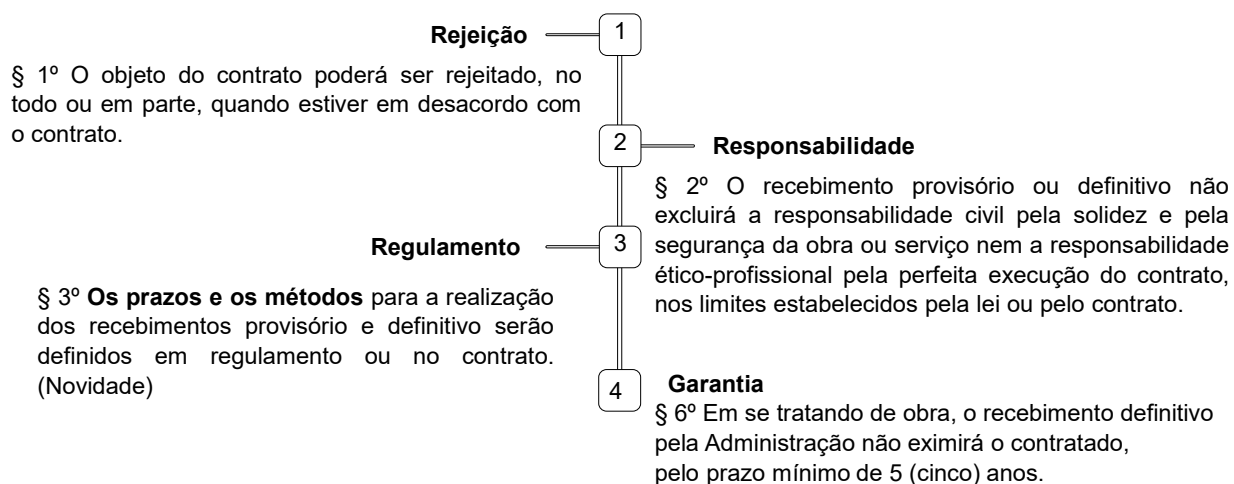 Rejeição
1
§ 1º O objeto do contrato poderá ser rejeitado, no
todo ou em parte, quando estiver em desacordo com
o contrato.
2
Responsabilidade
§ 2º O recebimento provisório ou definitivo não
excluirá a responsabilidade civil pela solidez e pela
segurança da obra ou serviço nem a responsabilidade
ético-profissional pela perfeita execução do contrato,
nos limites estabelecidos pela lei ou pelo contrato.
Regulamento
3
§ 3º Os prazos e os métodos para a realização
dos recebimentos provisório e definitivo serão
definidos em regulamento ou no contrato.
(Novidade)
4
Garantia
§ 6º Em se tratando de obra, o recebimento definitivo
pela Administração não eximirá o contratado,
pelo prazo mínimo de 5 (cinco) anos.